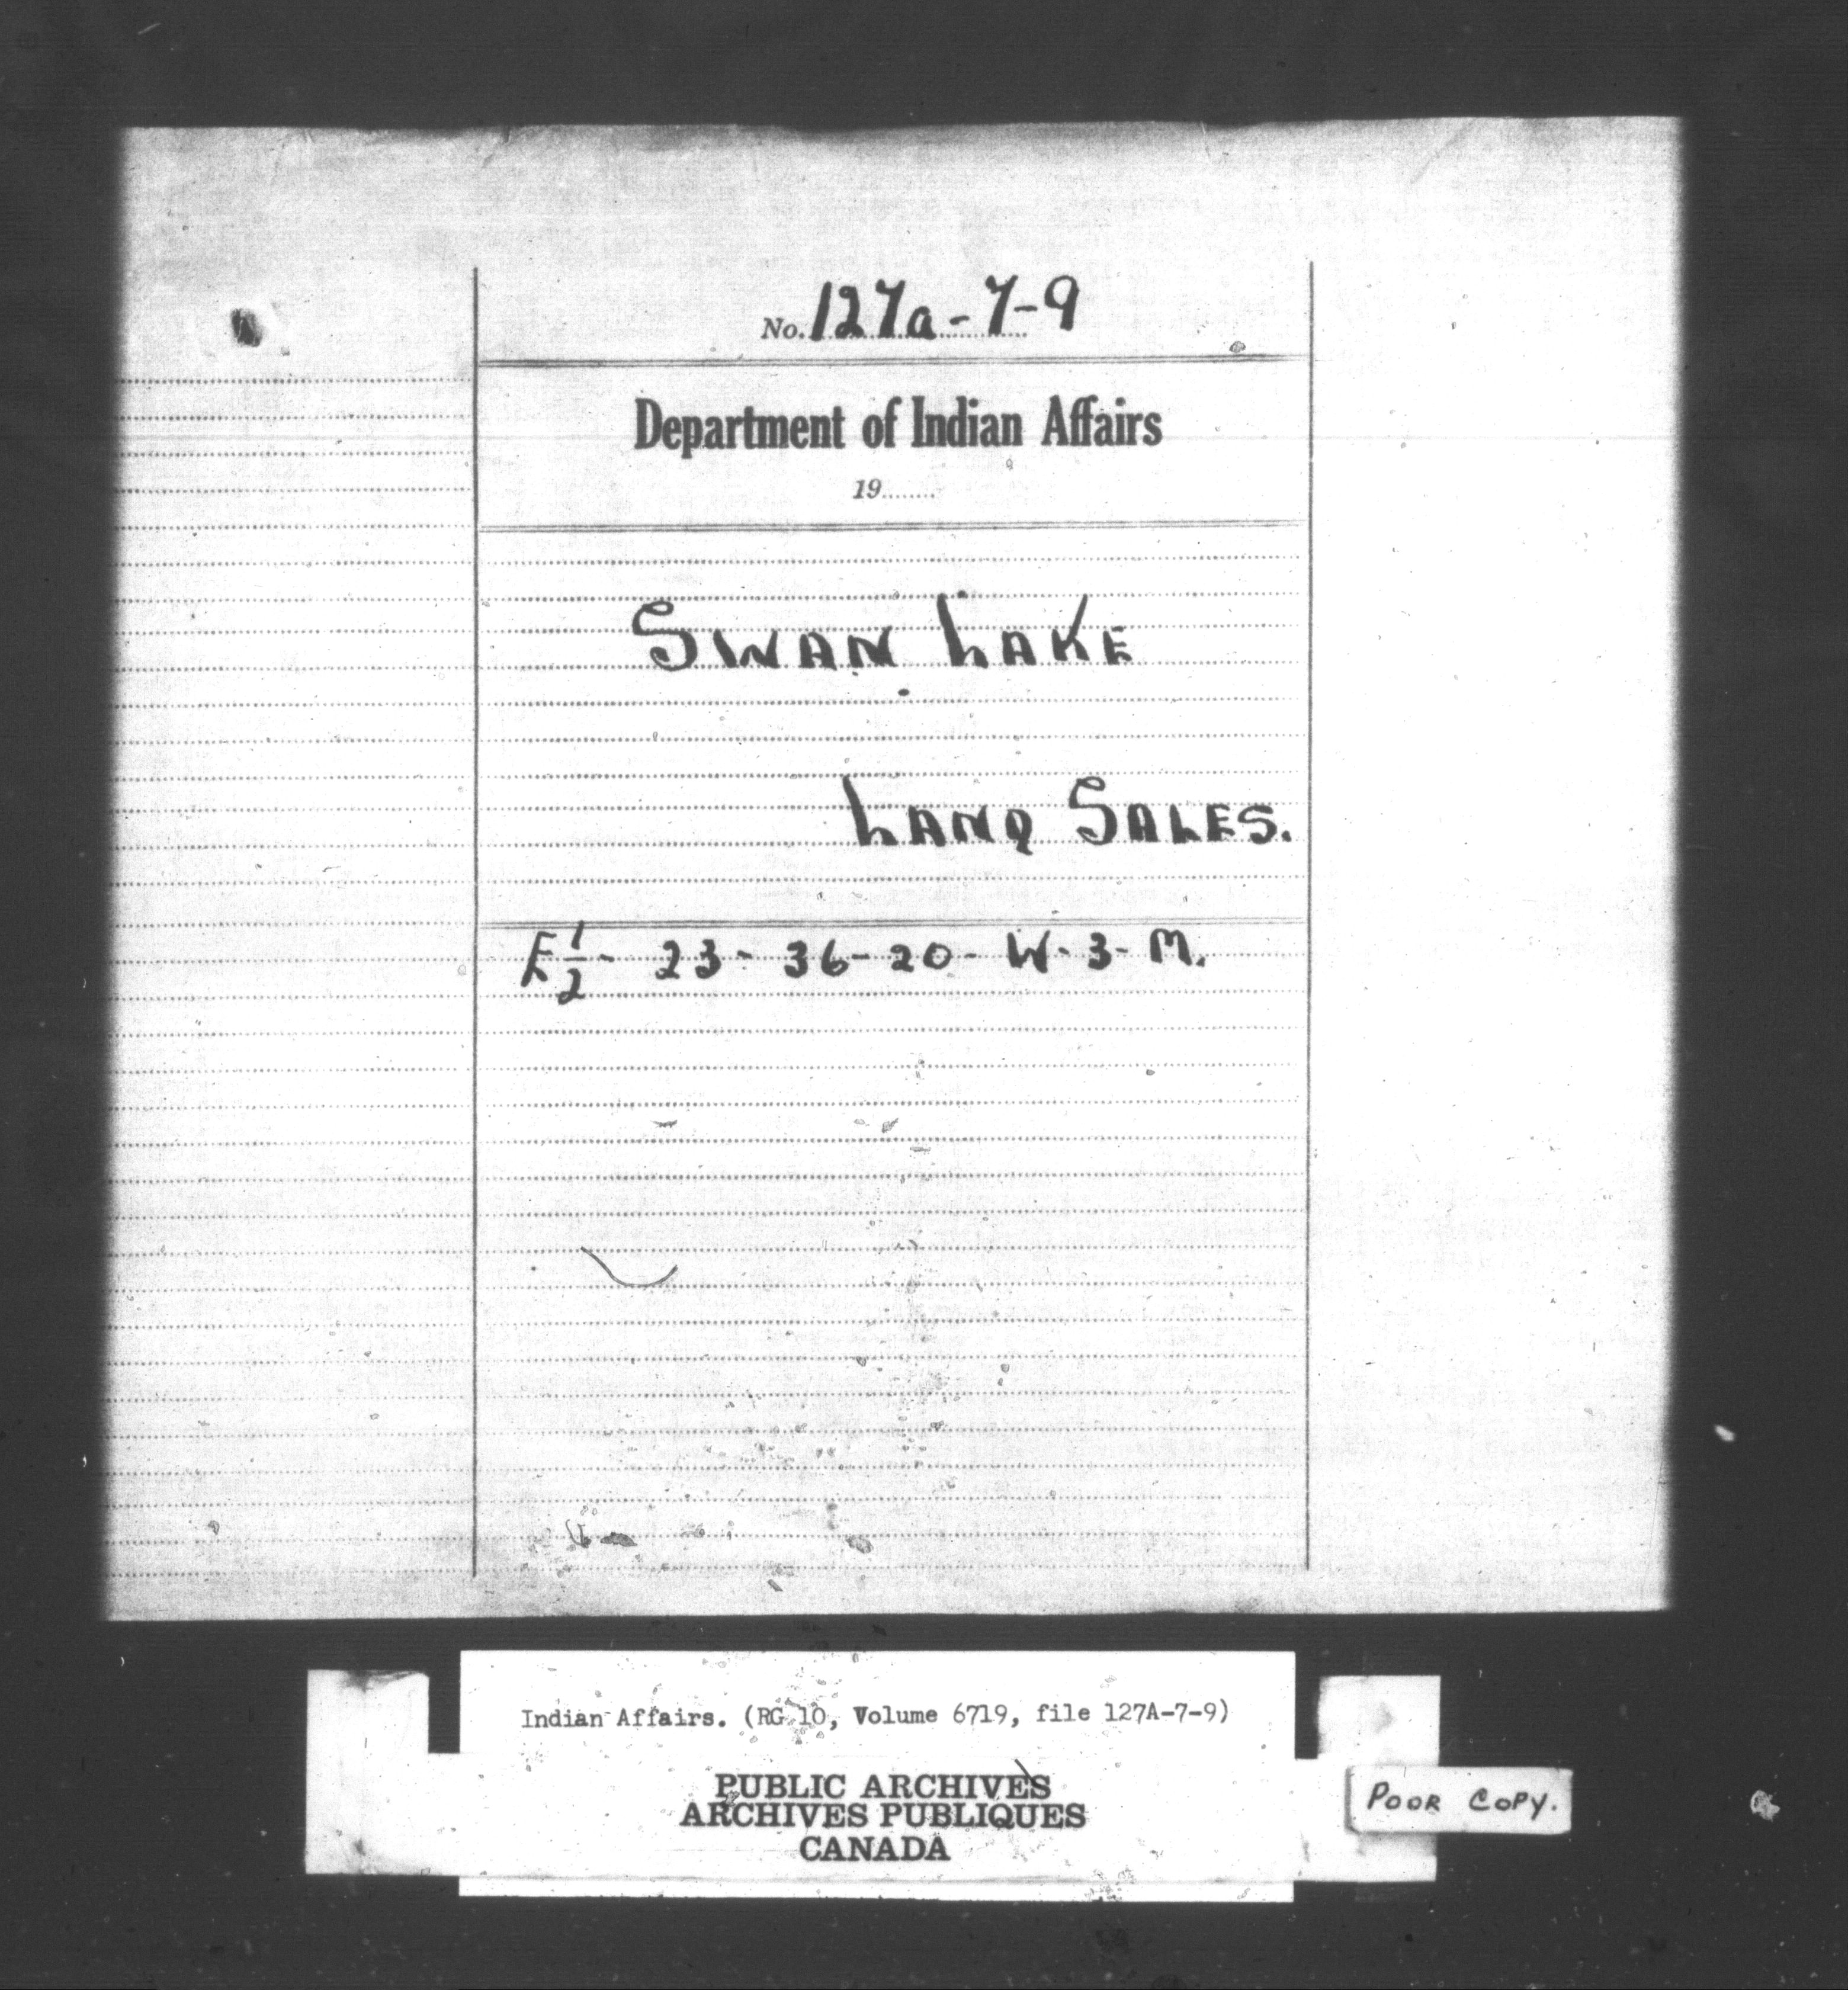 No. 127a-7-9
Department of Indian Affairs
19........
SWAN LAKE
LAND SALES.
E½- 23- 36- 20- W- 3- M.
Indian Affairs. (RG 10, Volume 6719, file 127A-7-9)
PUBLIC ARCHIVES
ARCHIVES PUBLIQUES
CANADA
POOR COPY.